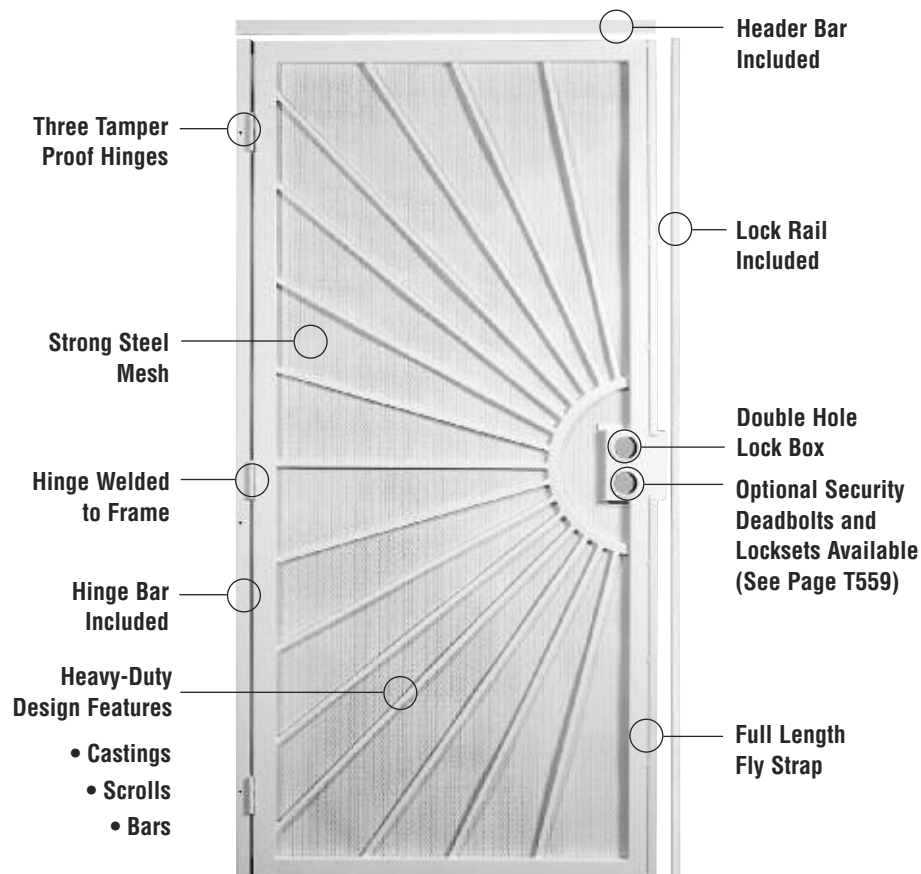 Header Bar
Included
Three Tamper
Proof Hinges
Lock Rail
Included
Strong Steel
Mesh
Double Hole
Lock Box
Hinge Welded
to Frame
Optional Security
Deadbolts and
Locksets Available
(See Page T559)
Hinge Bar
Included
Heavy-Duty
Design Features
• Castings
• Scrolls
• Bars
Full Length
Fly Strap